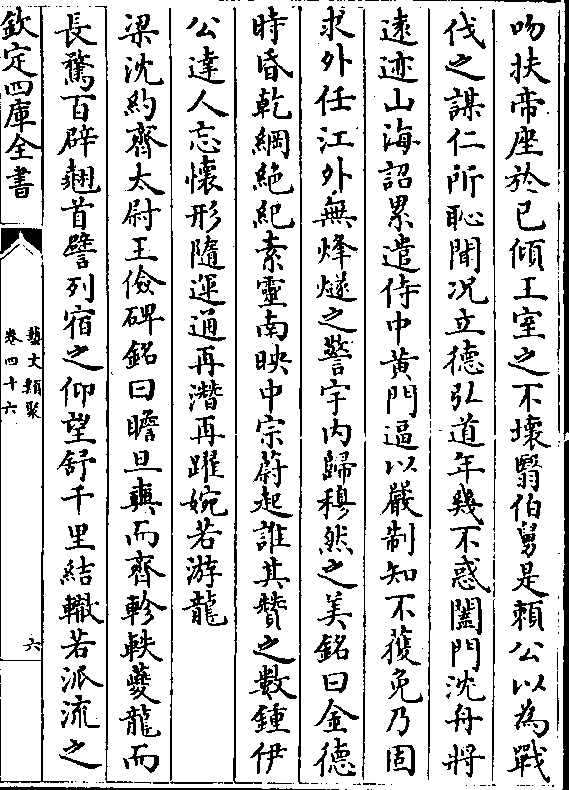 吻扶帝座於已傾王室之不壞翳伯舅是賴公以為戰
伐之謀仁所恥聞况立德弘道年幾不惑闔門沈舟將
逺迹山海詔累遣侍中黄門逼以嚴制知不獲免乃固
求外任江外無烽燧之警宇内歸穆然之美銘曰金德
時昏乾綱絶紀素靈南映中宗蔚起誰其贊之數鍾伊
公達人忘懐形隨運通再濳再躍婉若游龍
梁沈約齊太尉王儉碑銘曰瞻旦奭而齊軫軼夔龍而
長騖百辟翹首譬列宿之仰望舒千里結轍若派流之
欽定四庫全書
藝文類聚
卷四十六
六